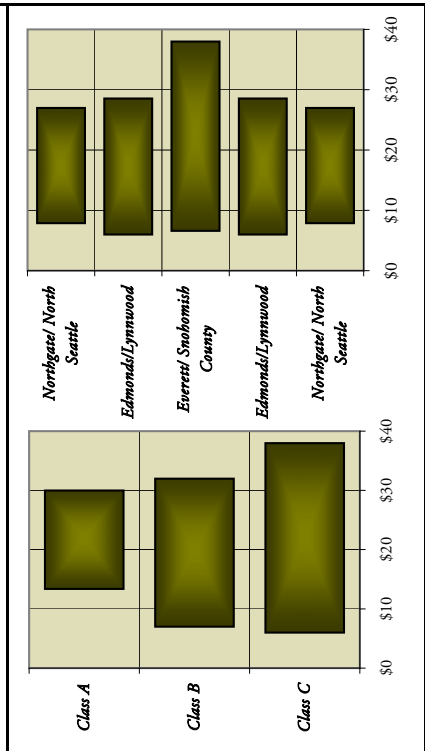 Northgate/ North
Seattle
Edmonds/Lynnwood
Everett/ Snohomish
County
Edmonds/Lynnwood
Northgate/ North
Seattle
$0
$10
$20
$30
$40
Class A
Class B
Class C
$0
$10
$20
$30
$40